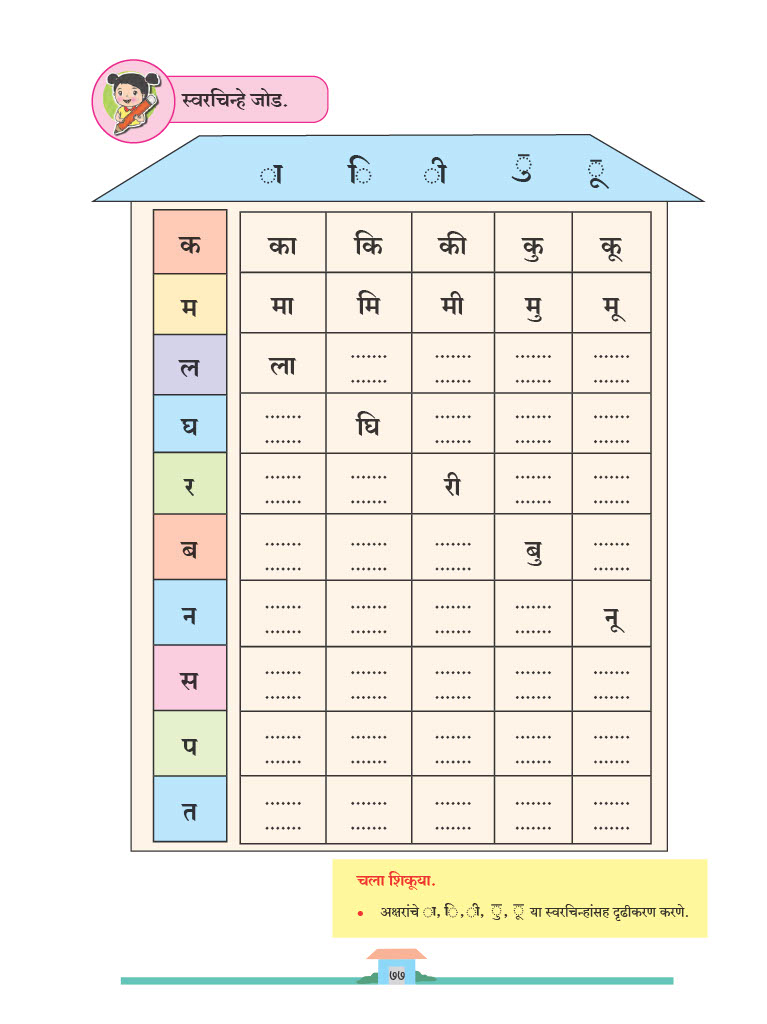 स्वरचिन्हे जोड.
ा ि ी ु ू
क का कि की कु कू
म मा मि मी मु मू
ल ला ....... ....... ....... ....... ....... ....... ....... .......
घ ....... ....... घि ....... ....... ....... ....... ....... .......
र ....... ....... ....... ....... री ....... ....... ....... .......
ब ....... ....... ....... ....... ....... ....... बु ....... .......
न ....... ....... ....... ....... ....... ....... ....... ....... नू
स ....... ....... ....... ....... ....... ....... ....... ....... ....... .......
प ....... ....... ....... ....... ....... ....... ....... ....... ....... .......
त ....... ....... ....... ....... ....... ....... ....... ....... ....... .......
चला शिकूया.
• अक्षरांचे ा, ि, ी, ु, ू या स्वरचिन्हांसह दृढीकरण करणे.
७७